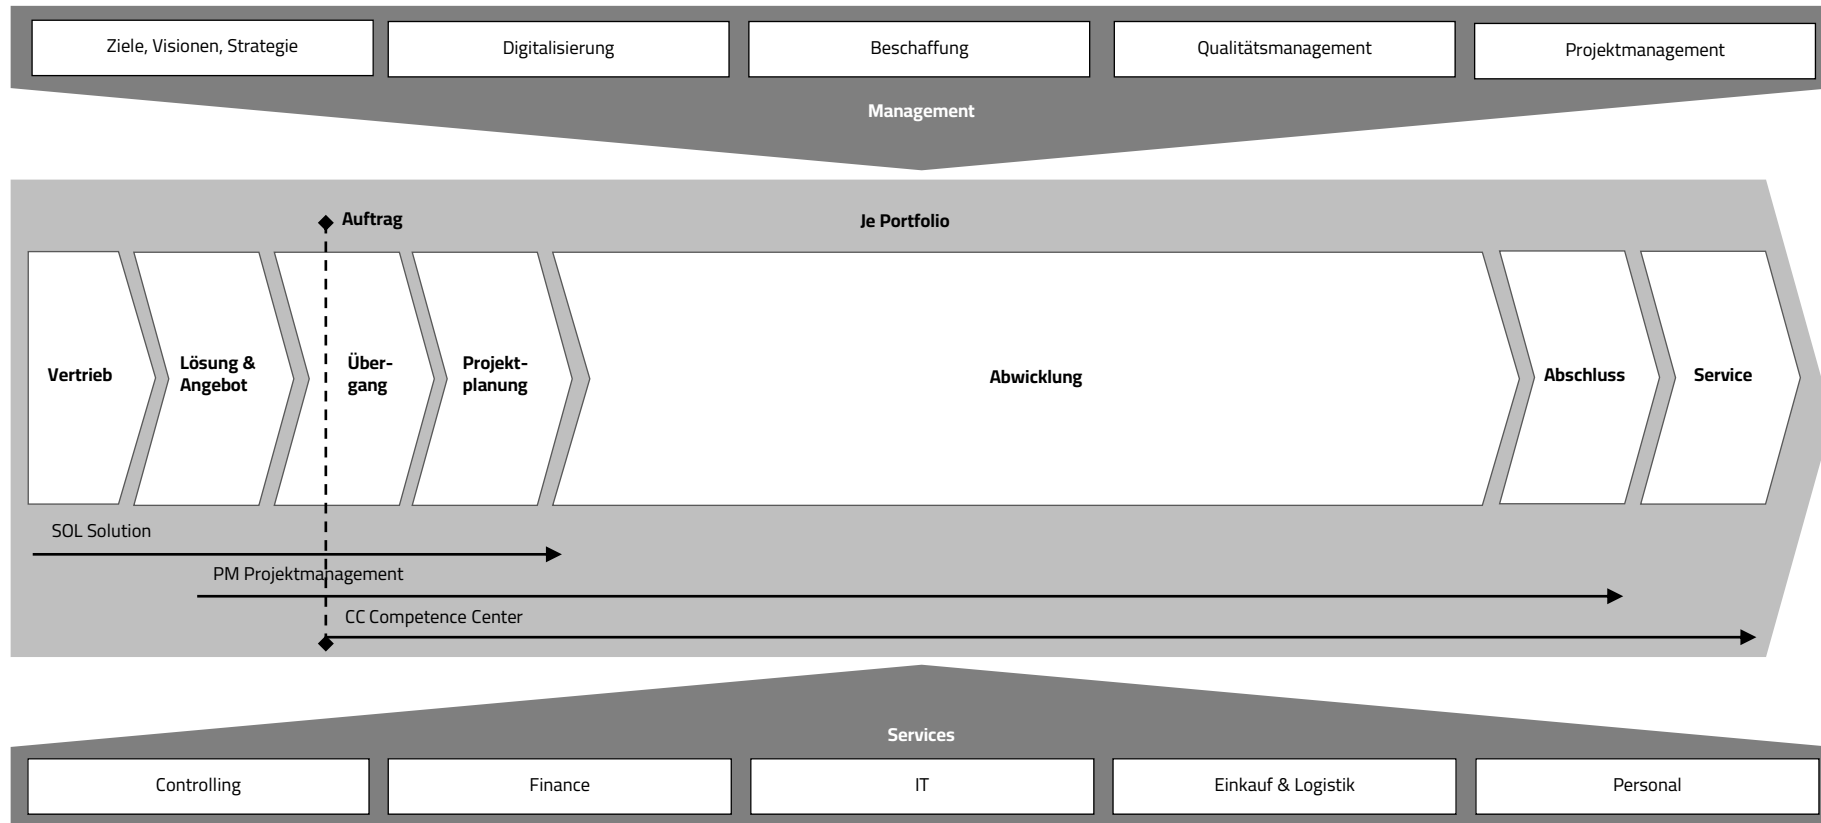 Ziele, Visionen, Strategie
Digitalisierung
Beschaffung
Qualitätsmanagement
Projektmanagement
Management
Auftrag
Je Portfolio
Vertrieb
Lösung &
Angebot
Über-
gang
Projekt-
planung
Abwicklung
Abschluss
Service
SOL Solution
PM Projektmanagement
CC Competence Center
Services
Controlling
Finance
IT
Einkauf & Logistik
Personal